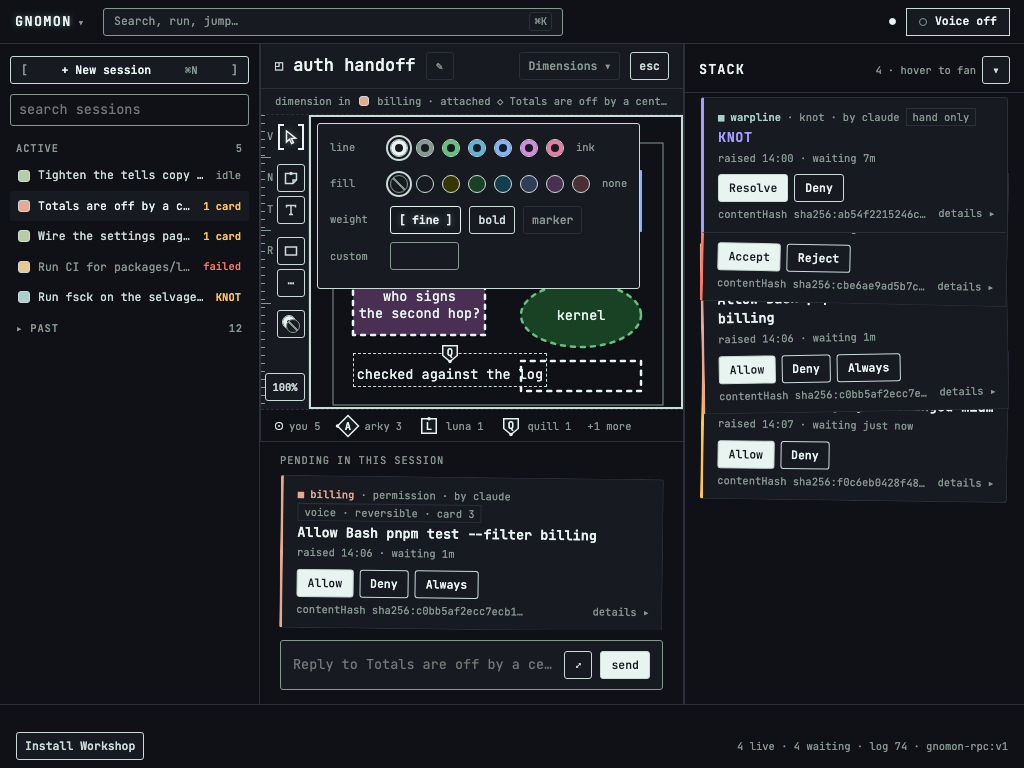 GNOMON ▾
Search, run, jump… ⌘K
○ Voice off
[ + New session ⌘N ]
search sessions
ACTIVE 5
Tighten the tells copy … idle
Totals are off by a c… 1 card
Wire the settings pag… 1 card
Run CI for packages/l… failed
Run fsck on the selvage… KNOT
▸ PAST 12
auth handoff ✎
Dimensions ▾ esc
dimension in billing · attached ◇ Totals are off by a cent…
V
N
T
R
100%
line ink
fill none
weight [ fine ] bold marker
custom
who signs
the second hop?
kernel
Q
checked against the log
you 5 A arky 3 L luna 1 Q quill 1 +1 more
PENDING IN THIS SESSION
■ billing · permission · by claude
voice · reversible · card 3
Allow Bash pnpm test --filter billing
raised 14:06 · waiting 1m
Allow Deny Always
contentHash sha256:c0bb5af2ecc7ecb1… details ▸
Reply to Totals are off by a ce… ⤢ send
STACK 4 · hover to fan ▾
■ warpline · knot · by claude hand only
KNOT
raised 14:00 · waiting 7m
Resolve Deny
contentHash sha256:ab54f2215246c… details ▸
Accept Reject
contentHash sha256:cbe6ae9ad5b7c… details ▸
billing
raised 14:06 · waiting 1m
Allow Deny Always
contentHash sha256:c0bb5af2ecc7e… details ▸
raised 14:07 · waiting just now
Allow Deny
contentHash sha256:f0c6eb0428f48… details ▸
Install Workshop
4 live · 4 waiting · log 74 · gnomon-rpc:v1